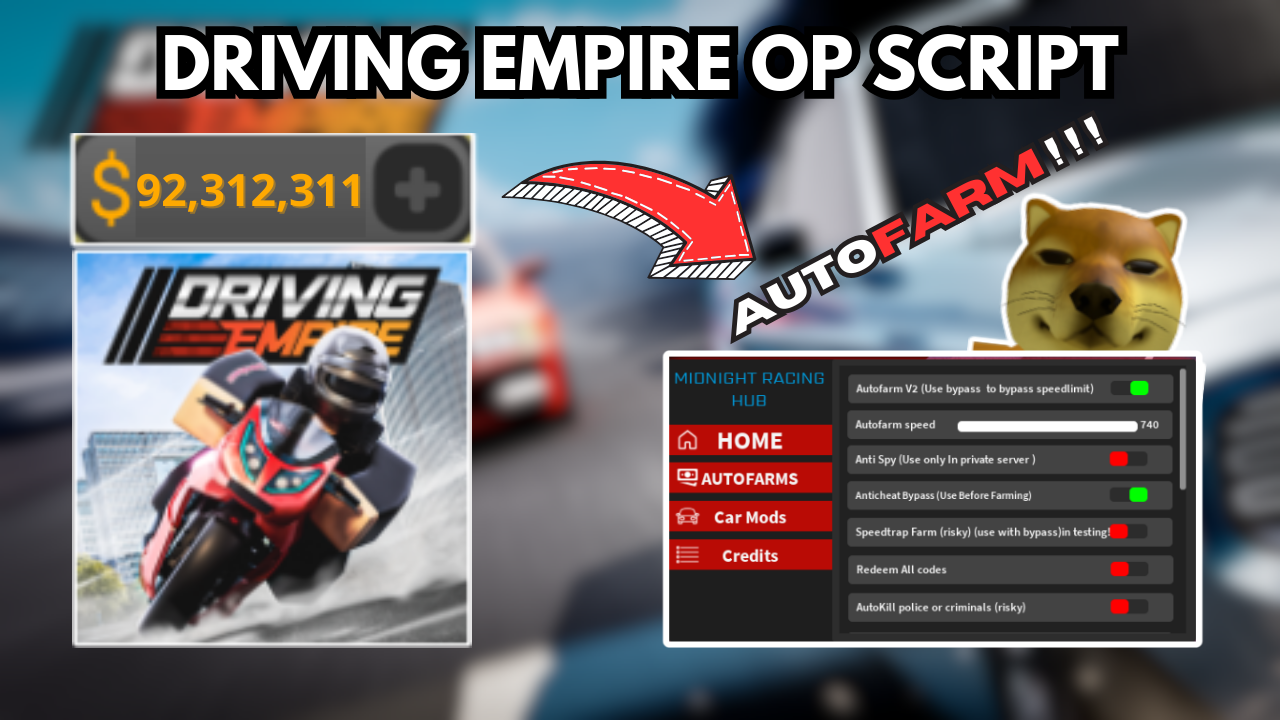 DRIVING EMPIRE OP SCRIPT
$92,312,311
AUTOFARM!!!
DRIVING
EMPIRE
MIDNIGHT RACING
HUB
HOME
AUTOFARMS
Car Mods
Credits
Autofarm V2 (Use bypass to bypass speedlimit)
Autofarm speed 740
Anti Spy (Use only In private server )
Anticheat Bypass (Use Before Farming)
Speedtrap Farm (risky) (use with bypass)in testing!
Redeem All codes
AutoKill police or criminals (risky)